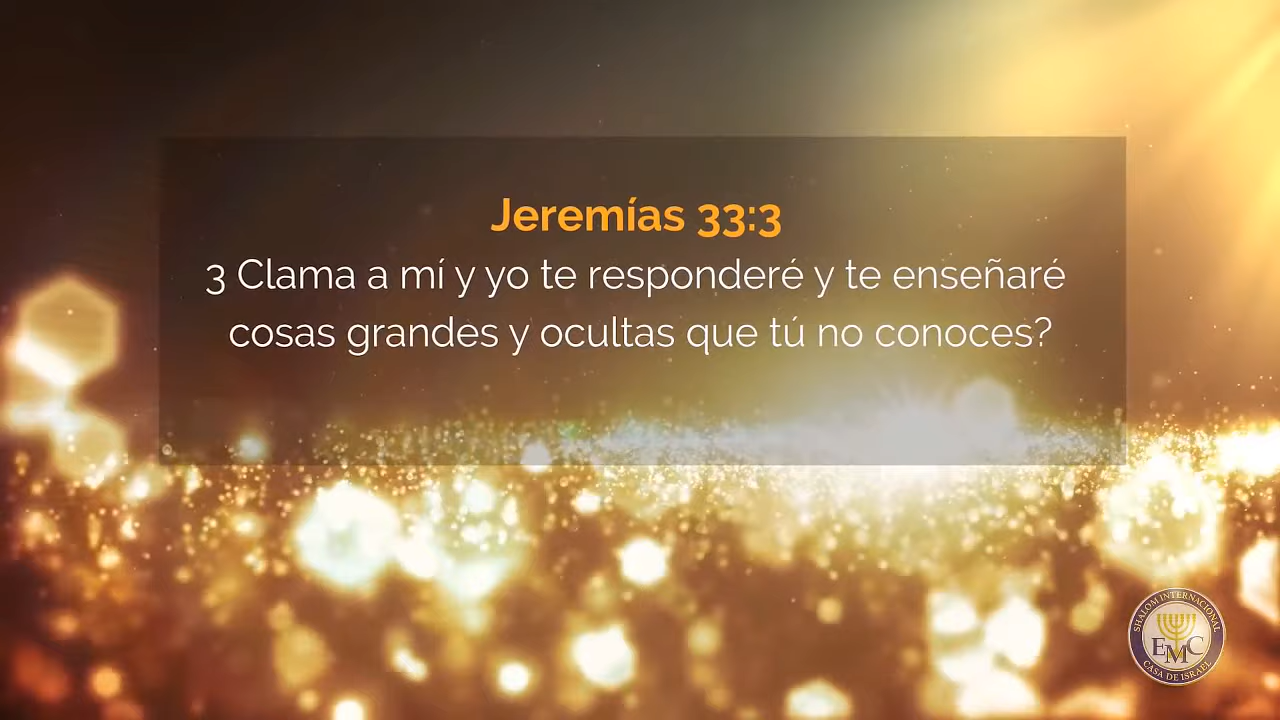 Jeremías 33:3
3 Clama a mí y yo te responderé y te enseñaré
cosas grandes y ocultas que tú no conoces?
SHALOM INTERNACIONAL
EMC
CASA DE ISRAEL